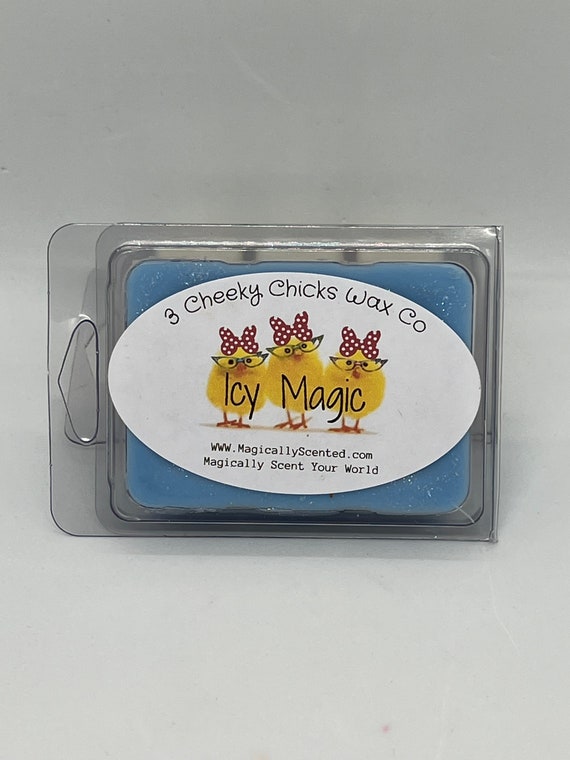 3 Cheeky Chicks Wax Co
Icy Magic
WWW.MagicallyScented.com
Magically Scent Your World